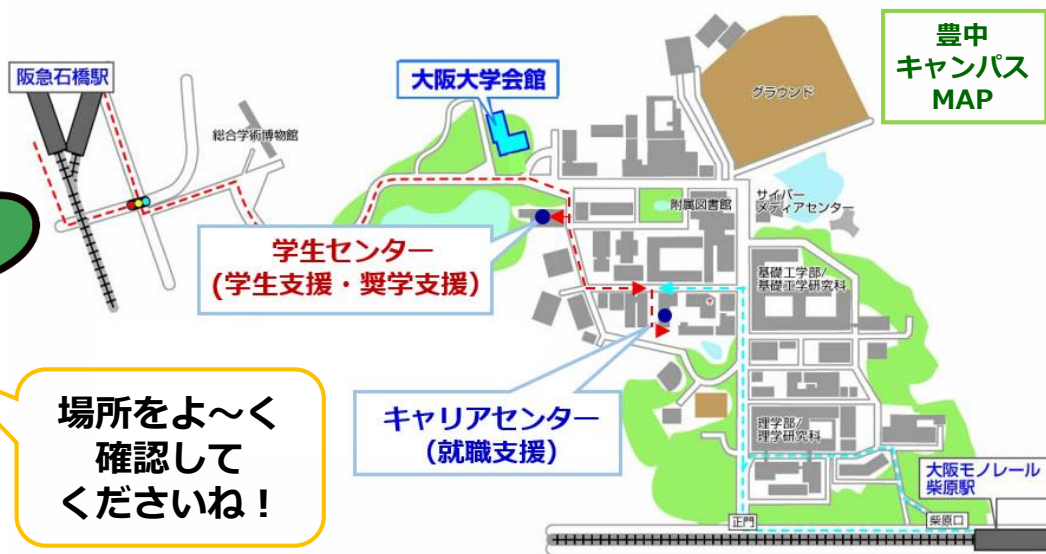 豊中
キャンパス
MAP
阪急石橋駅
大阪大学会館
グラウンド
総合学術博物館
附属図書館
サイバー
メディアセンター
学生センター
(学生支援・奨学支援)
基礎工学部/
基礎工学研究科
場所をよ～く
確認して
くださいね！
キャリアセンター
(就職支援)
理学部/
理学研究科
大阪モノレール
柴原駅
正門
柴原口